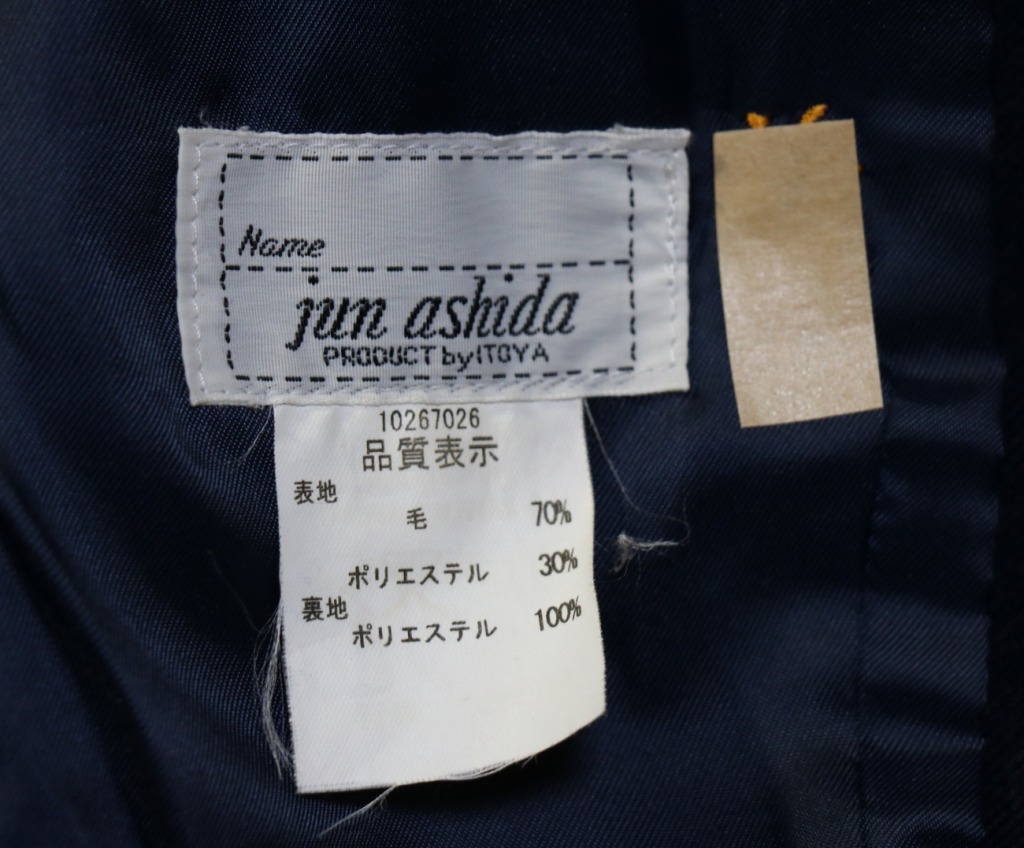 Name
jun ashida
PRODUCT by ITOYA
10267026
品質表示
表地
毛 70%
ポリエステル 30%
裏地
ポリエステル 100%